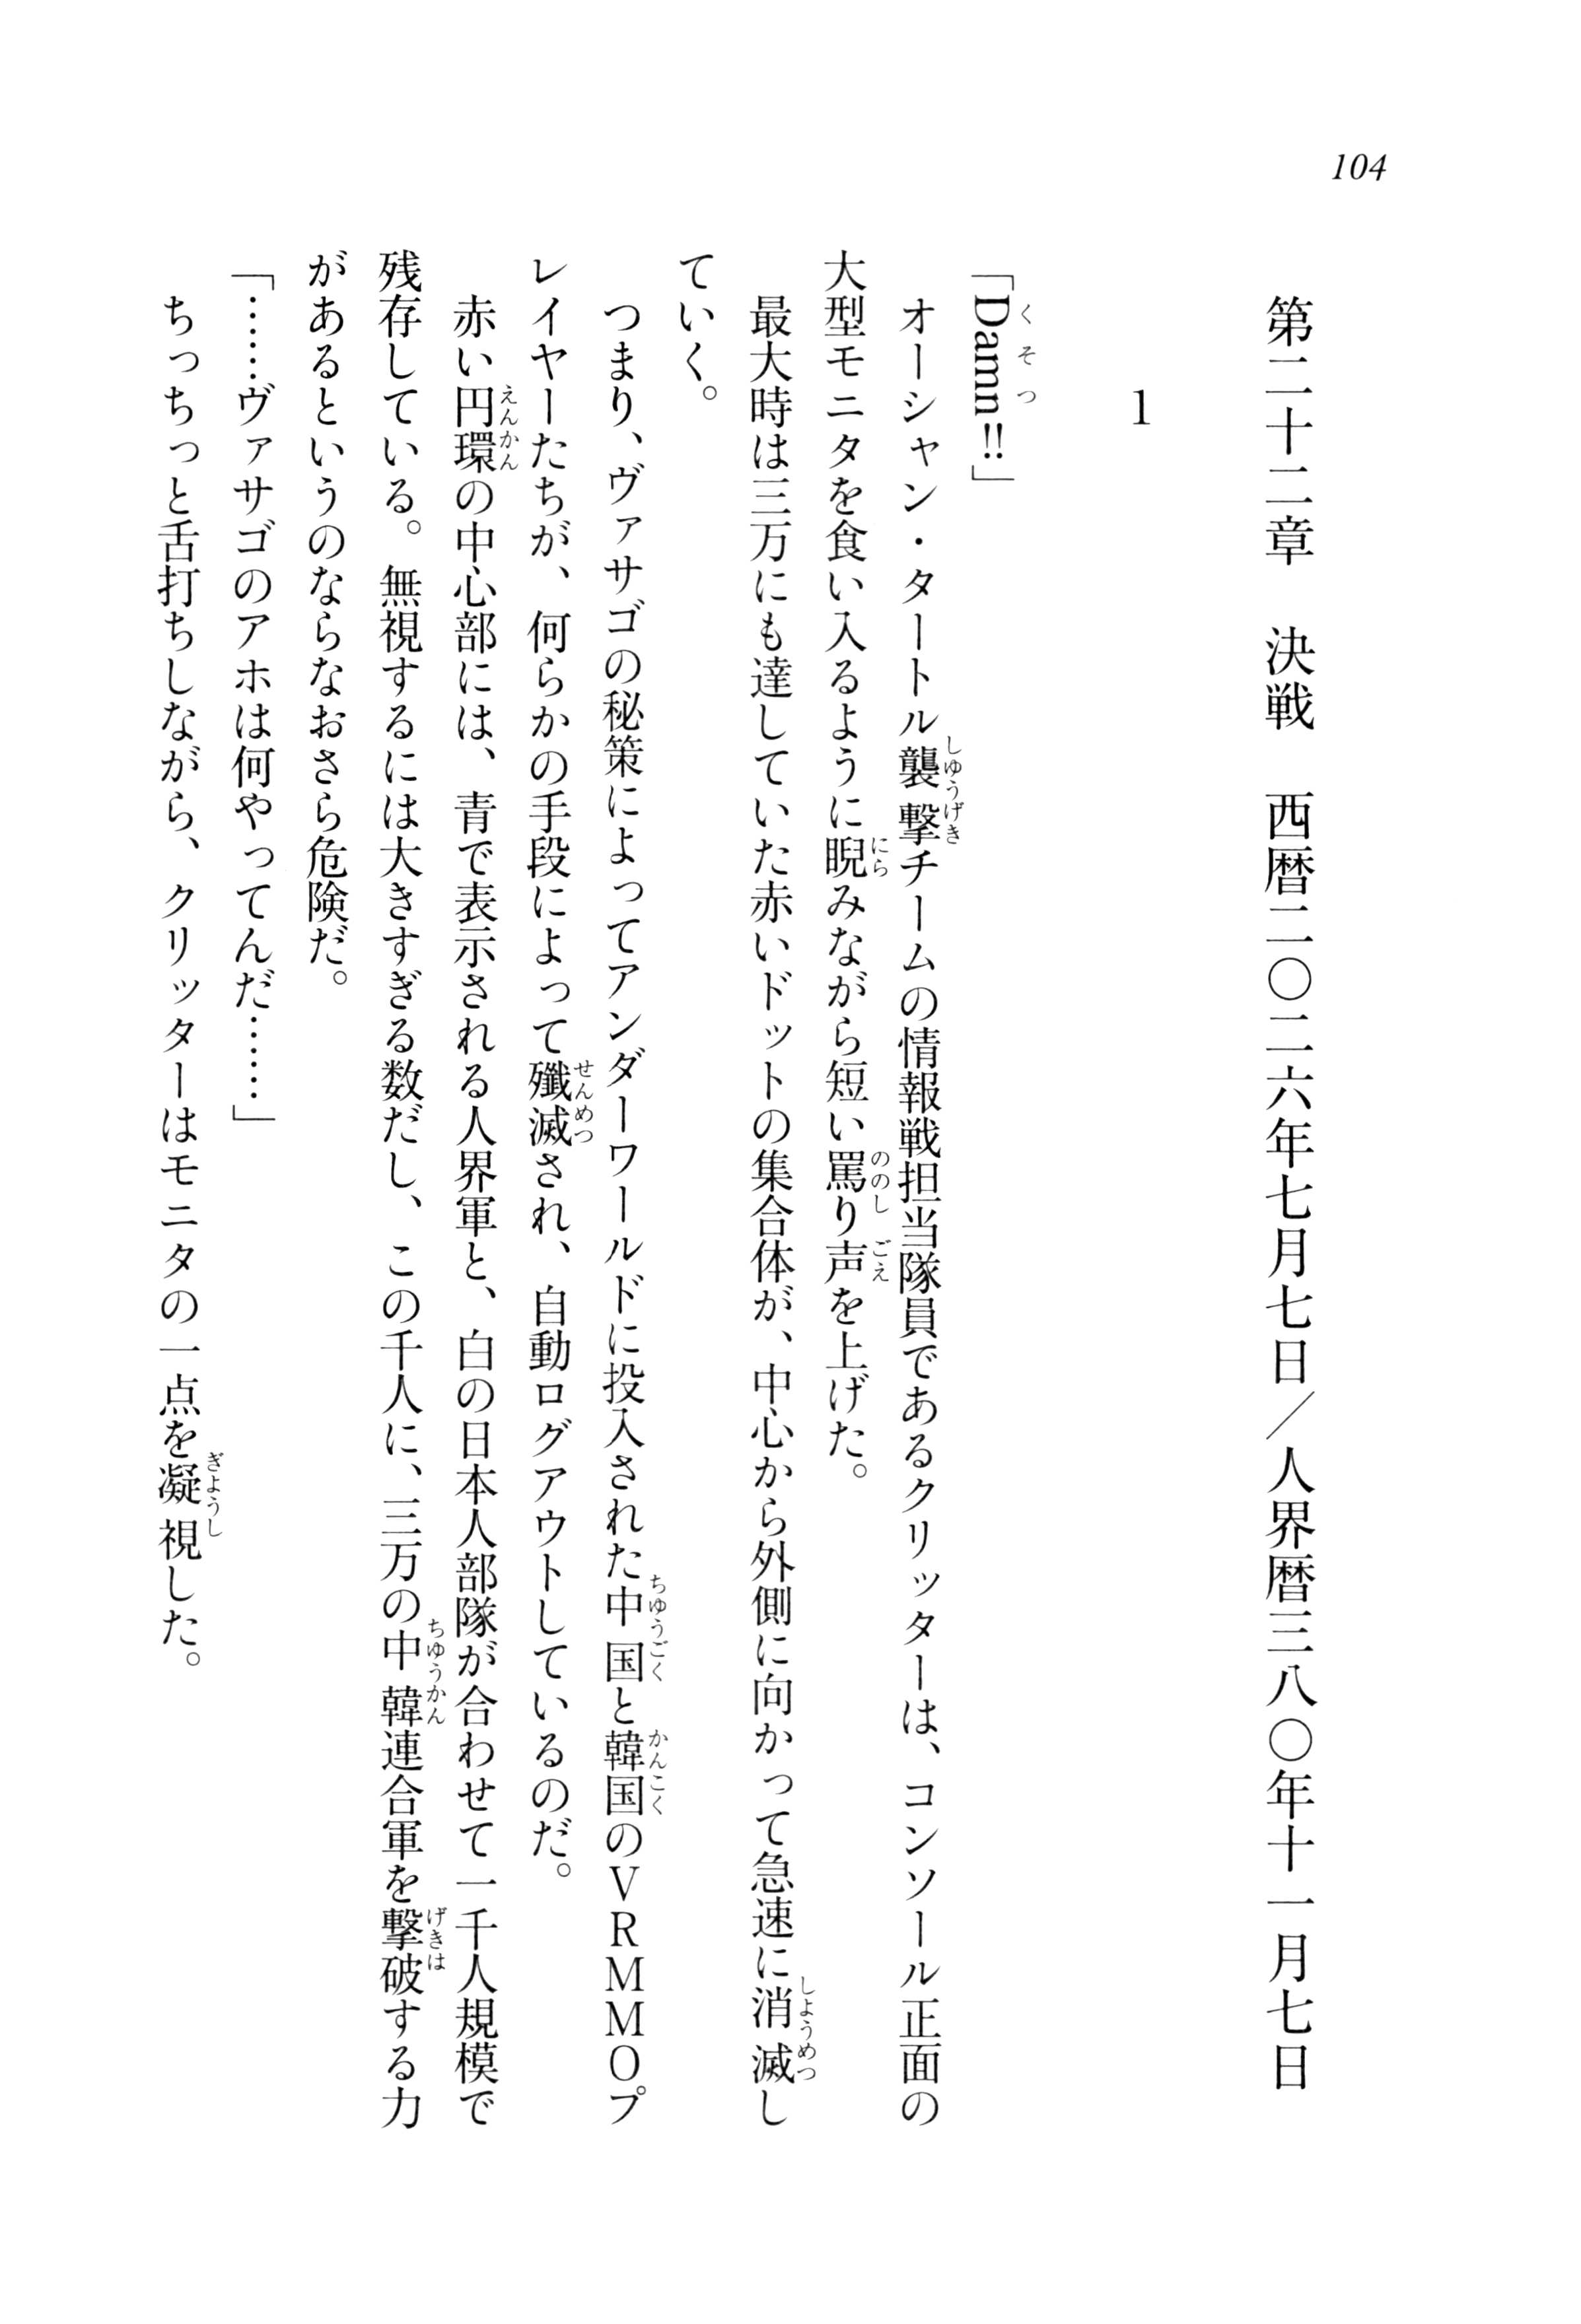 104
第二十二章　決戦　西暦二〇二六年七月七日／人界暦三八〇年十一月七日
1
「Damn!!」
オーシャン・タートル襲撃チームの情報戦担当隊員であるクリッターは、コンソール正面の
大型モニタを食い入るように睨みながら短い罵り声を上げた。
最大時は三万にも達していた赤いドットの集合体が、中心から外側に向かって急速に消滅し
ていく。
つまり、ヴァサゴの秘策によってアンダーワールドに投入された中国と韓国のＶＲＭＭＯプ
レイヤーたちが、何らかの手段によって殲滅され、自動ログアウトしているのだ。
赤い円環の中心部には、青で表示される人界軍と、白の日本人部隊が合わせて一千人規模で
残存している。無視するには大きすぎる数だし、この千人に、三万の中韓連合軍を撃破する力
があるというのならなおさら危険だ。
「……ヴァサゴのアホは何やってんだ……」
ちっちっと舌打ちしながら、クリッターはモニタの一点を凝視した。